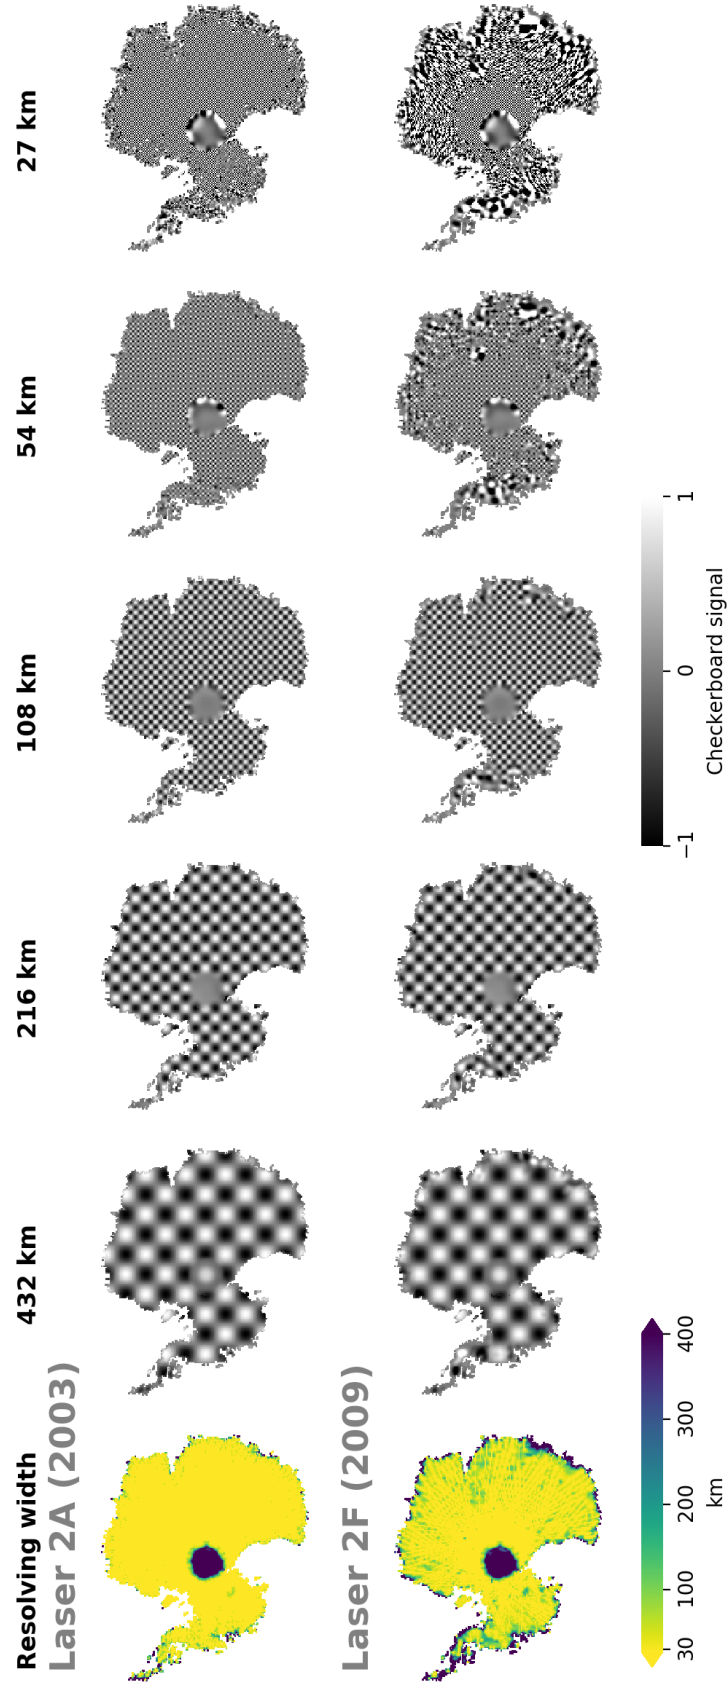 Resolving width
432 km
216 km
108 km
54 km
27 km
Laser 2A (2003)
Laser 2F (2009)
30
100
200
300
400
km
−1
0
1
Checkerboard signal